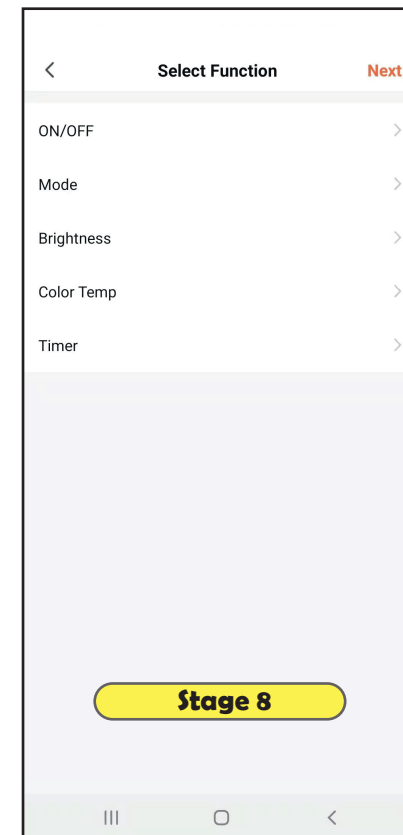 Select Function Next
ON/OFF
Mode
Brightness
Color Temp
Timer
Stage 8